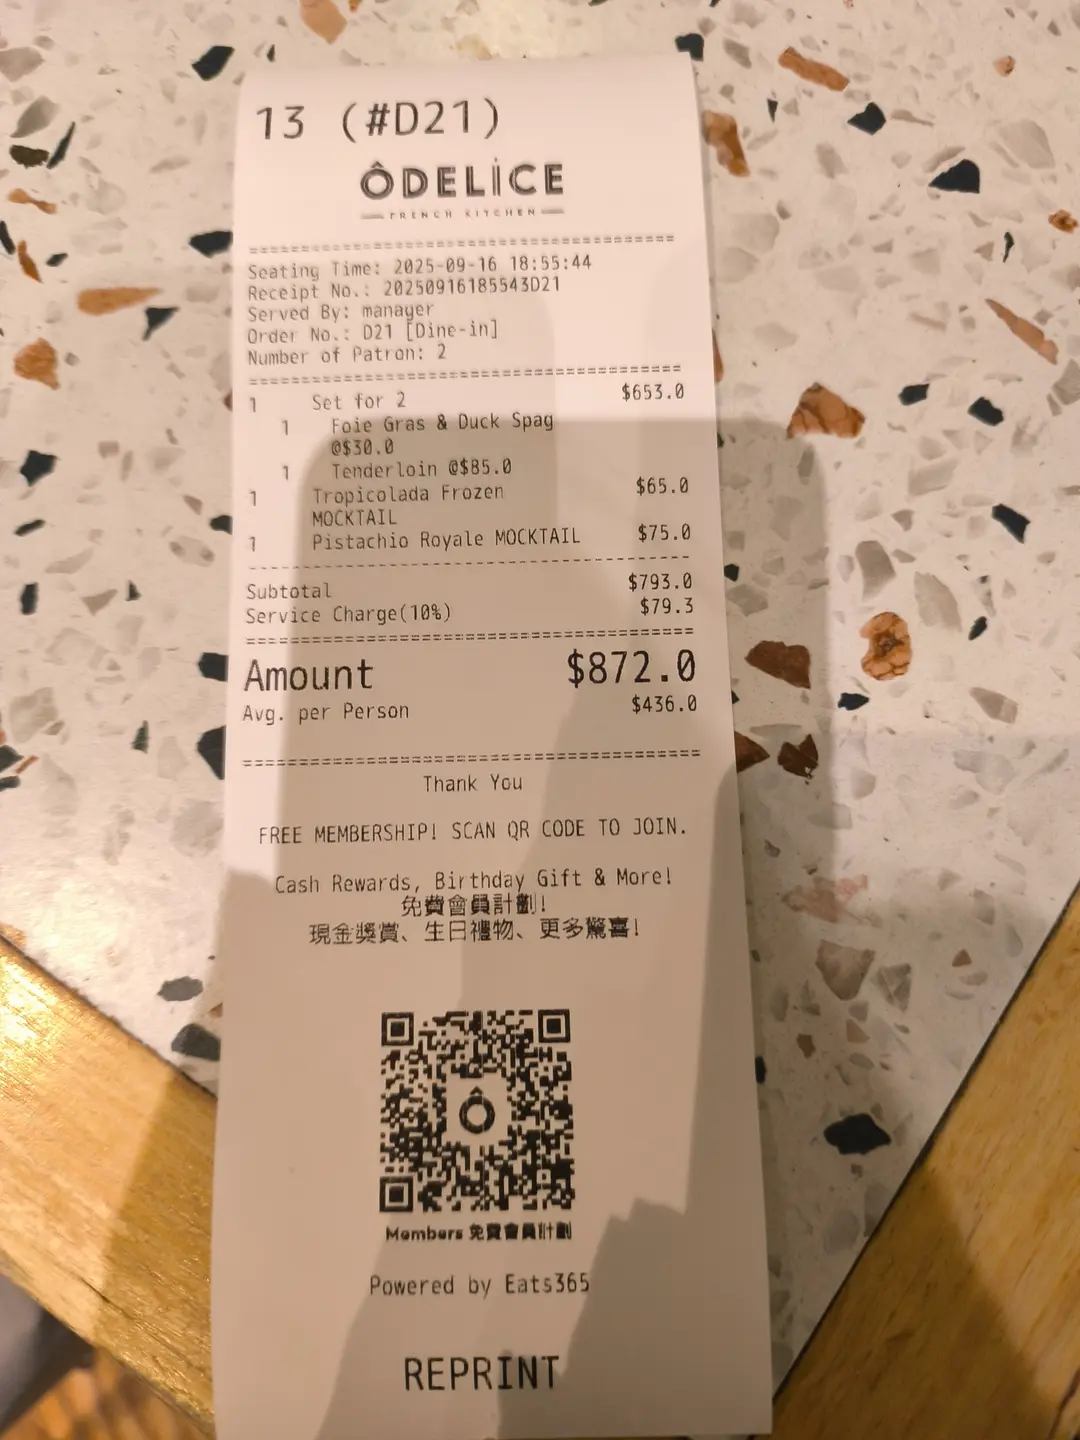 13 (#D21)
ÔDELİCE
FRENCH KITCHEN
========================================
Seating Time: 2025-09-16 18:55:44
Receipt No.: 20250916185543D21
Served By: manager
Order No.: D21 [Dine-in]
Number of Patron: 2
========================================
1 Set for 2 $653.0
1 Foie Gras & Duck Spag
@$30.0
1 Tenderloin @$85.0
1 Tropicolada Frozen $65.0
MOCKTAIL
1 Pistachio Royale MOCKTAIL $75.0
----------------------------------------
Subtotal $793.0
Service Charge(10%) $79.3
========================================
Amount $872.0
Avg. per Person $436.0
========================================
Thank You
FREE MEMBERSHIP! SCAN QR CODE TO JOIN.
Cash Rewards, Birthday Gift & More!
免費會員計劃!
現金獎賞、生日禮物、更多驚喜!
Ô
Members 免費會員計劃
Powered by Eats365
REPRINT